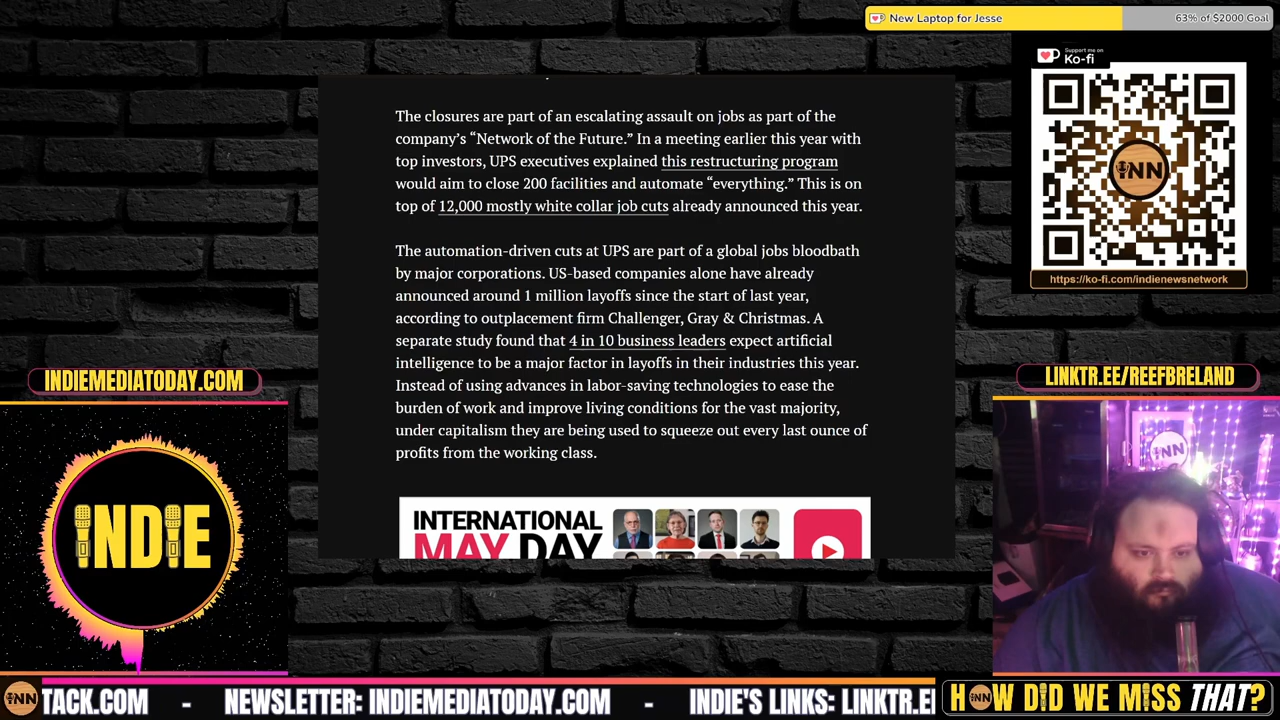 New Laptop for Jesse
63% of $2000 Goal
Support me on
Ko-fi
iNN
https://ko-fi.com/indienewsnetwork
The closures are part of an escalating assault on jobs as part of the
company’s “Network of the Future.” In a meeting earlier this year with
top investors, UPS executives explained this restructuring program
would aim to close 200 facilities and automate “everything.” This is on
top of 12,000 mostly white collar job cuts already announced this year.
The automation-driven cuts at UPS are part of a global jobs bloodbath
by major corporations. US-based companies alone have already
announced around 1 million layoffs since the start of last year,
according to outplacement firm Challenger, Gray & Christmas. A
separate study found that 4 in 10 business leaders expect artificial
intelligence to be a major factor in layoffs in their industries this year.
Instead of using advances in labor-saving technologies to ease the
burden of work and improve living conditions for the vast majority,
under capitalism they are being used to squeeze out every last ounce of
profits from the working class.
INTERNATIONAL
MAY DAY
INDIEMEDIATODAY.COM
INDIE
LINKTR.EE/REEFBRELAND
iNN
iNN
TACK.COM - NEWSLETTER: INDIEMEDIATODAY.COM - INDIE'S LINKS: LINKTR.E
HOW DID WE MISS THAT?